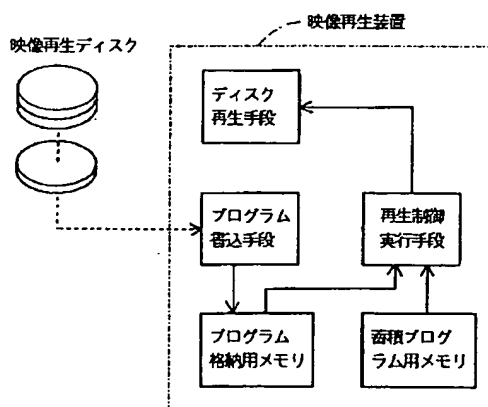 映像再生装置
映像再生ディスク
ディスク
再生手段
プログラム
書込手段
再生制御
実行手段
プログラム
格納用メモリ
面積プログ
ラム用メモリ